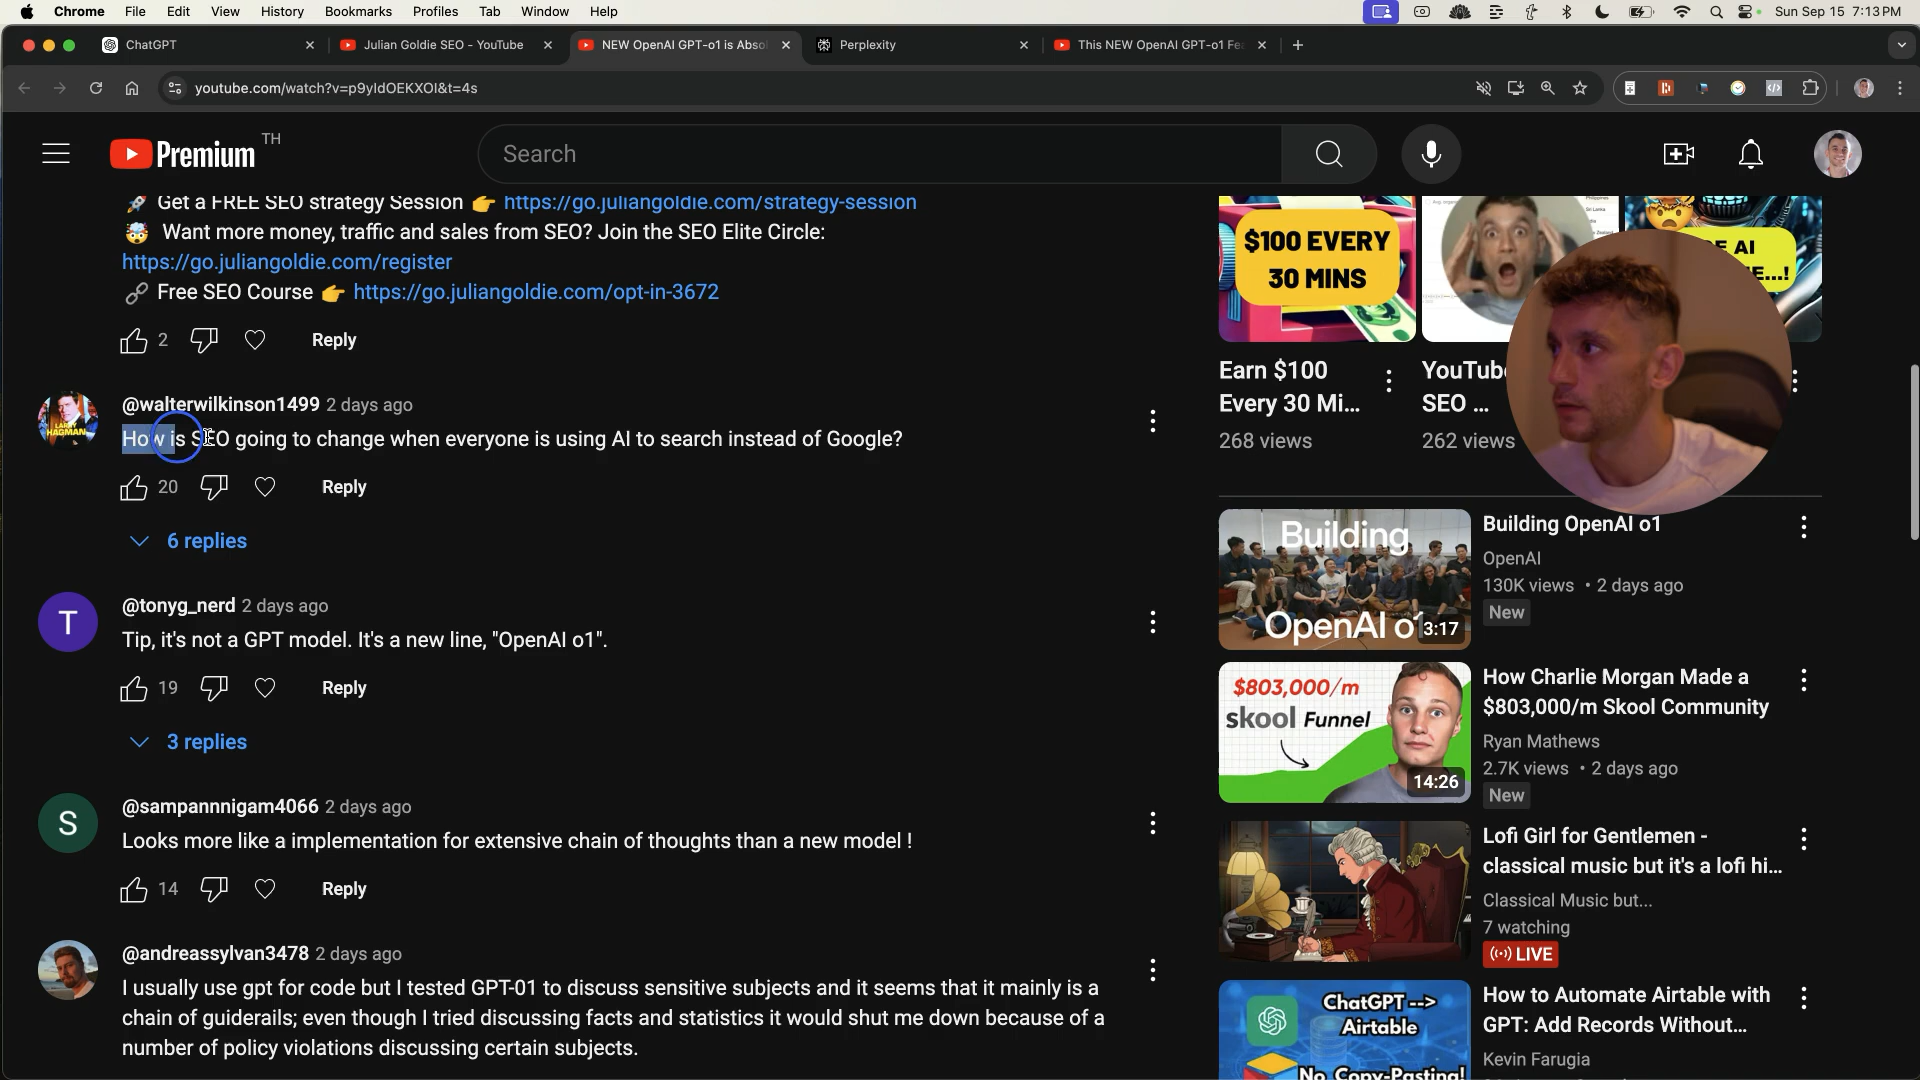 Chrome File Edit View History Bookmarks Profiles Tab Window Help
Sun Sep 15 7:13 PM
ChatGPT
Julian Goldie SEO - YouTube
NEW OpenAI GPT-o1 is Abso
Perplexity
This NEW OpenAI GPT-o1 Fe
youtube.com/watch?v=p9yIdOEKXOI&t=4s
Premium TH
Search
🚀 Get a FREE SEO strategy Session 👉 https://go.juliangoldie.com/strategy-session
🤯 Want more money, traffic and sales from SEO? Join the SEO Elite Circle:
https://go.juliangoldie.com/register
🔗 Free SEO Course 👉 https://go.juliangoldie.com/opt-in-3672
2 Reply
@walterwilkinson1499 2 days ago
LARRY
HAGMAN
How is SEO going to change when everyone is using AI to search instead of Google?
20 Reply
6 replies
T
@tonyg_nerd 2 days ago
Tip, it's not a GPT model. It's a new line, "OpenAI o1".
19 Reply
3 replies
S
@sampannnigam4066 2 days ago
Looks more like a implementation for extensive chain of thoughts than a new model !
14 Reply
@andreassylvan3478 2 days ago
I usually use gpt for code but I tested GPT-01 to discuss sensitive subjects and it seems that it mainly is a
chain of guiderails; even though I tried discussing facts and statistics it would shut me down because of a
number of policy violations discussing certain subjects.
$100 EVERY
30 MINS
AI
...!
Earn $100
Every 30 Mi...
268 views
YouTub
SEO ...
262 views
Building
OpenAI o1
3:17
Building OpenAI o1
OpenAI
130K views • 2 days ago
New
$803,000/m
skool Funnel
14:26
How Charlie Morgan Made a
$803,000/m Skool Community
Ryan Mathews
2.7K views • 2 days ago
New
Lofi Girl for Gentlemen -
classical music but it's a lofi hi...
Classical Music but...
7 watching
LIVE
ChatGPT -->
Airtable
No Copy-Pasting!
How to Automate Airtable with
GPT: Add Records Without...
Kevin Farugia